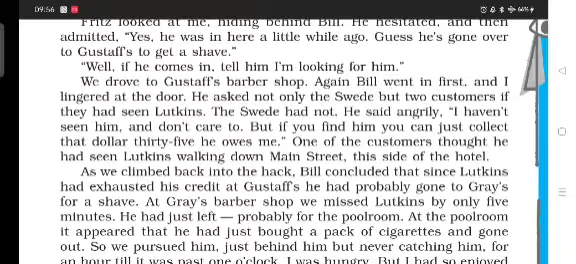 09:56
66%
Fritz looked at me, hiding behind Bill. He hesitated, and then
admitted, “Yes, he was in here a little while ago. Guess he's gone over
to Gustaff's to get a shave.”
“Well, if he comes in, tell him I'm looking for him.”
We drove to Gustaff's barber shop. Again Bill went in first, and I
lingered at the door. He asked not only the Swede but two customers if
they had seen Lutkins. The Swede had not. He said angrily, “I haven't
seen him, and don't care to. But if you find him you can just collect
that dollar thirty-five he owes me.” One of the customers thought he
had seen Lutkins walking down Main Street, this side of the hotel.
As we climbed back into the hack, Bill concluded that since Lutkins
had exhausted his credit at Gustaff's he had probably gone to Gray's
for a shave. At Gray's barber shop we missed Lutkins by only five
minutes. He had just left — probably for the poolroom. At the poolroom
it appeared that he had just bought a pack of cigarettes and gone
out. So we pursued him, just behind him but never catching him, for
an hour till it was past one o'clock. I was hungry. But I had so enjoyed